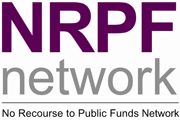 NRPF
network
No Recourse to Public Funds Network